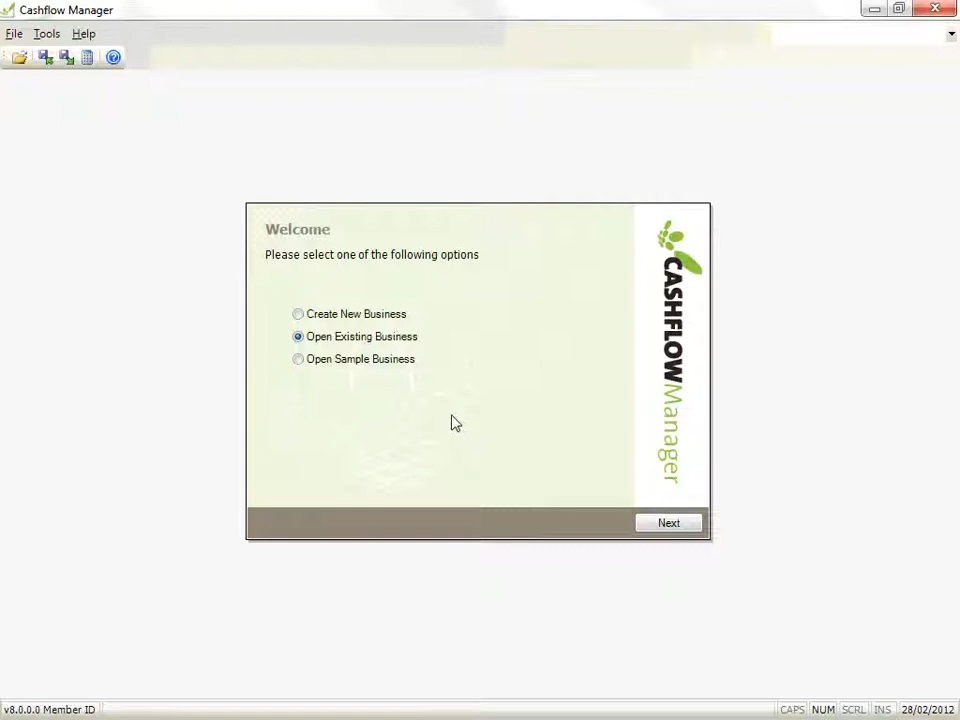 Cashflow Manager
File Tools Help
Welcome
Please select one of the following options
Create New Business
Open Existing Business
Open Sample Business
CASHFLOW Manager
Next
v8.0.0.0 Member ID
CAPS NUM SCRL INS 28/02/2012